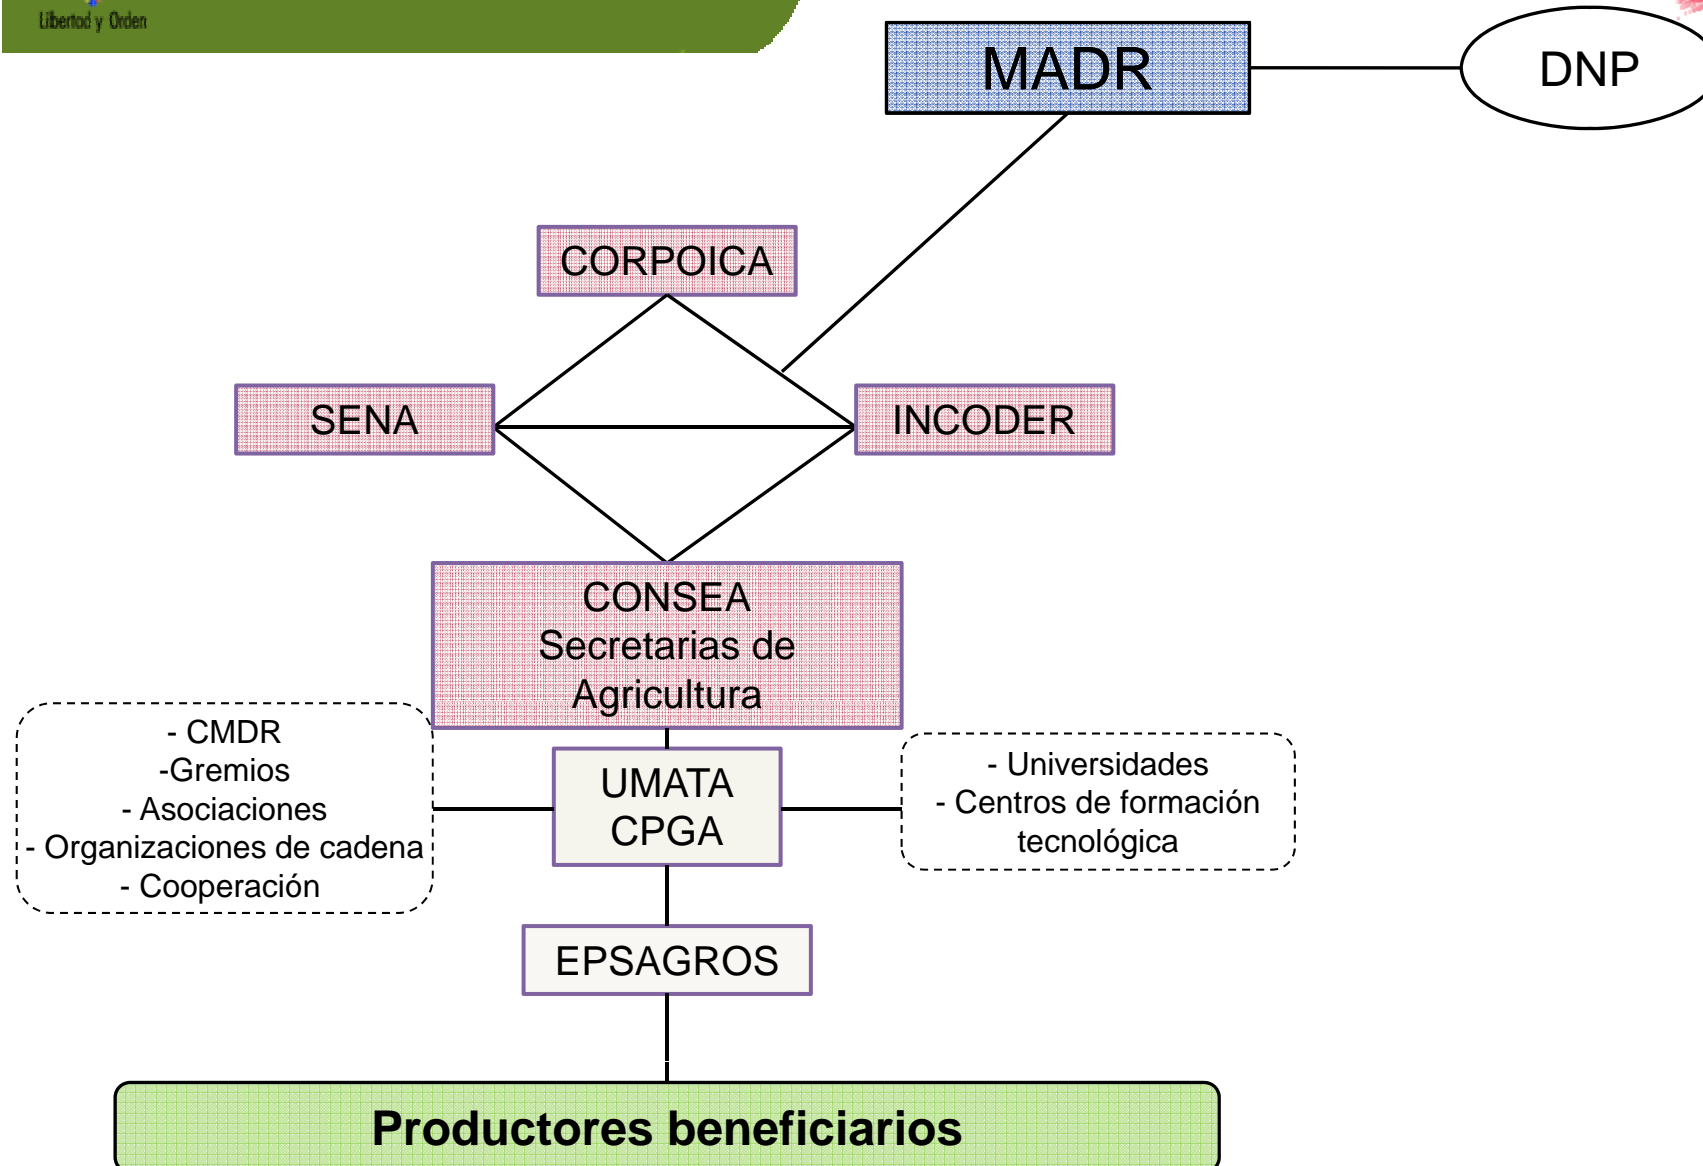 Libertad y Orden
MADR
DNP
CORPOICA
SENA
INCODER
CONSEA
Secretarias de
Agricultura
- CMDR
-Gremios
- Asociaciones
- Organizaciones de cadena
- Cooperación
UMATA
CPGA
- Universidades
- Centros de formación
tecnológica
EPSAGROS
Productores beneficiarios